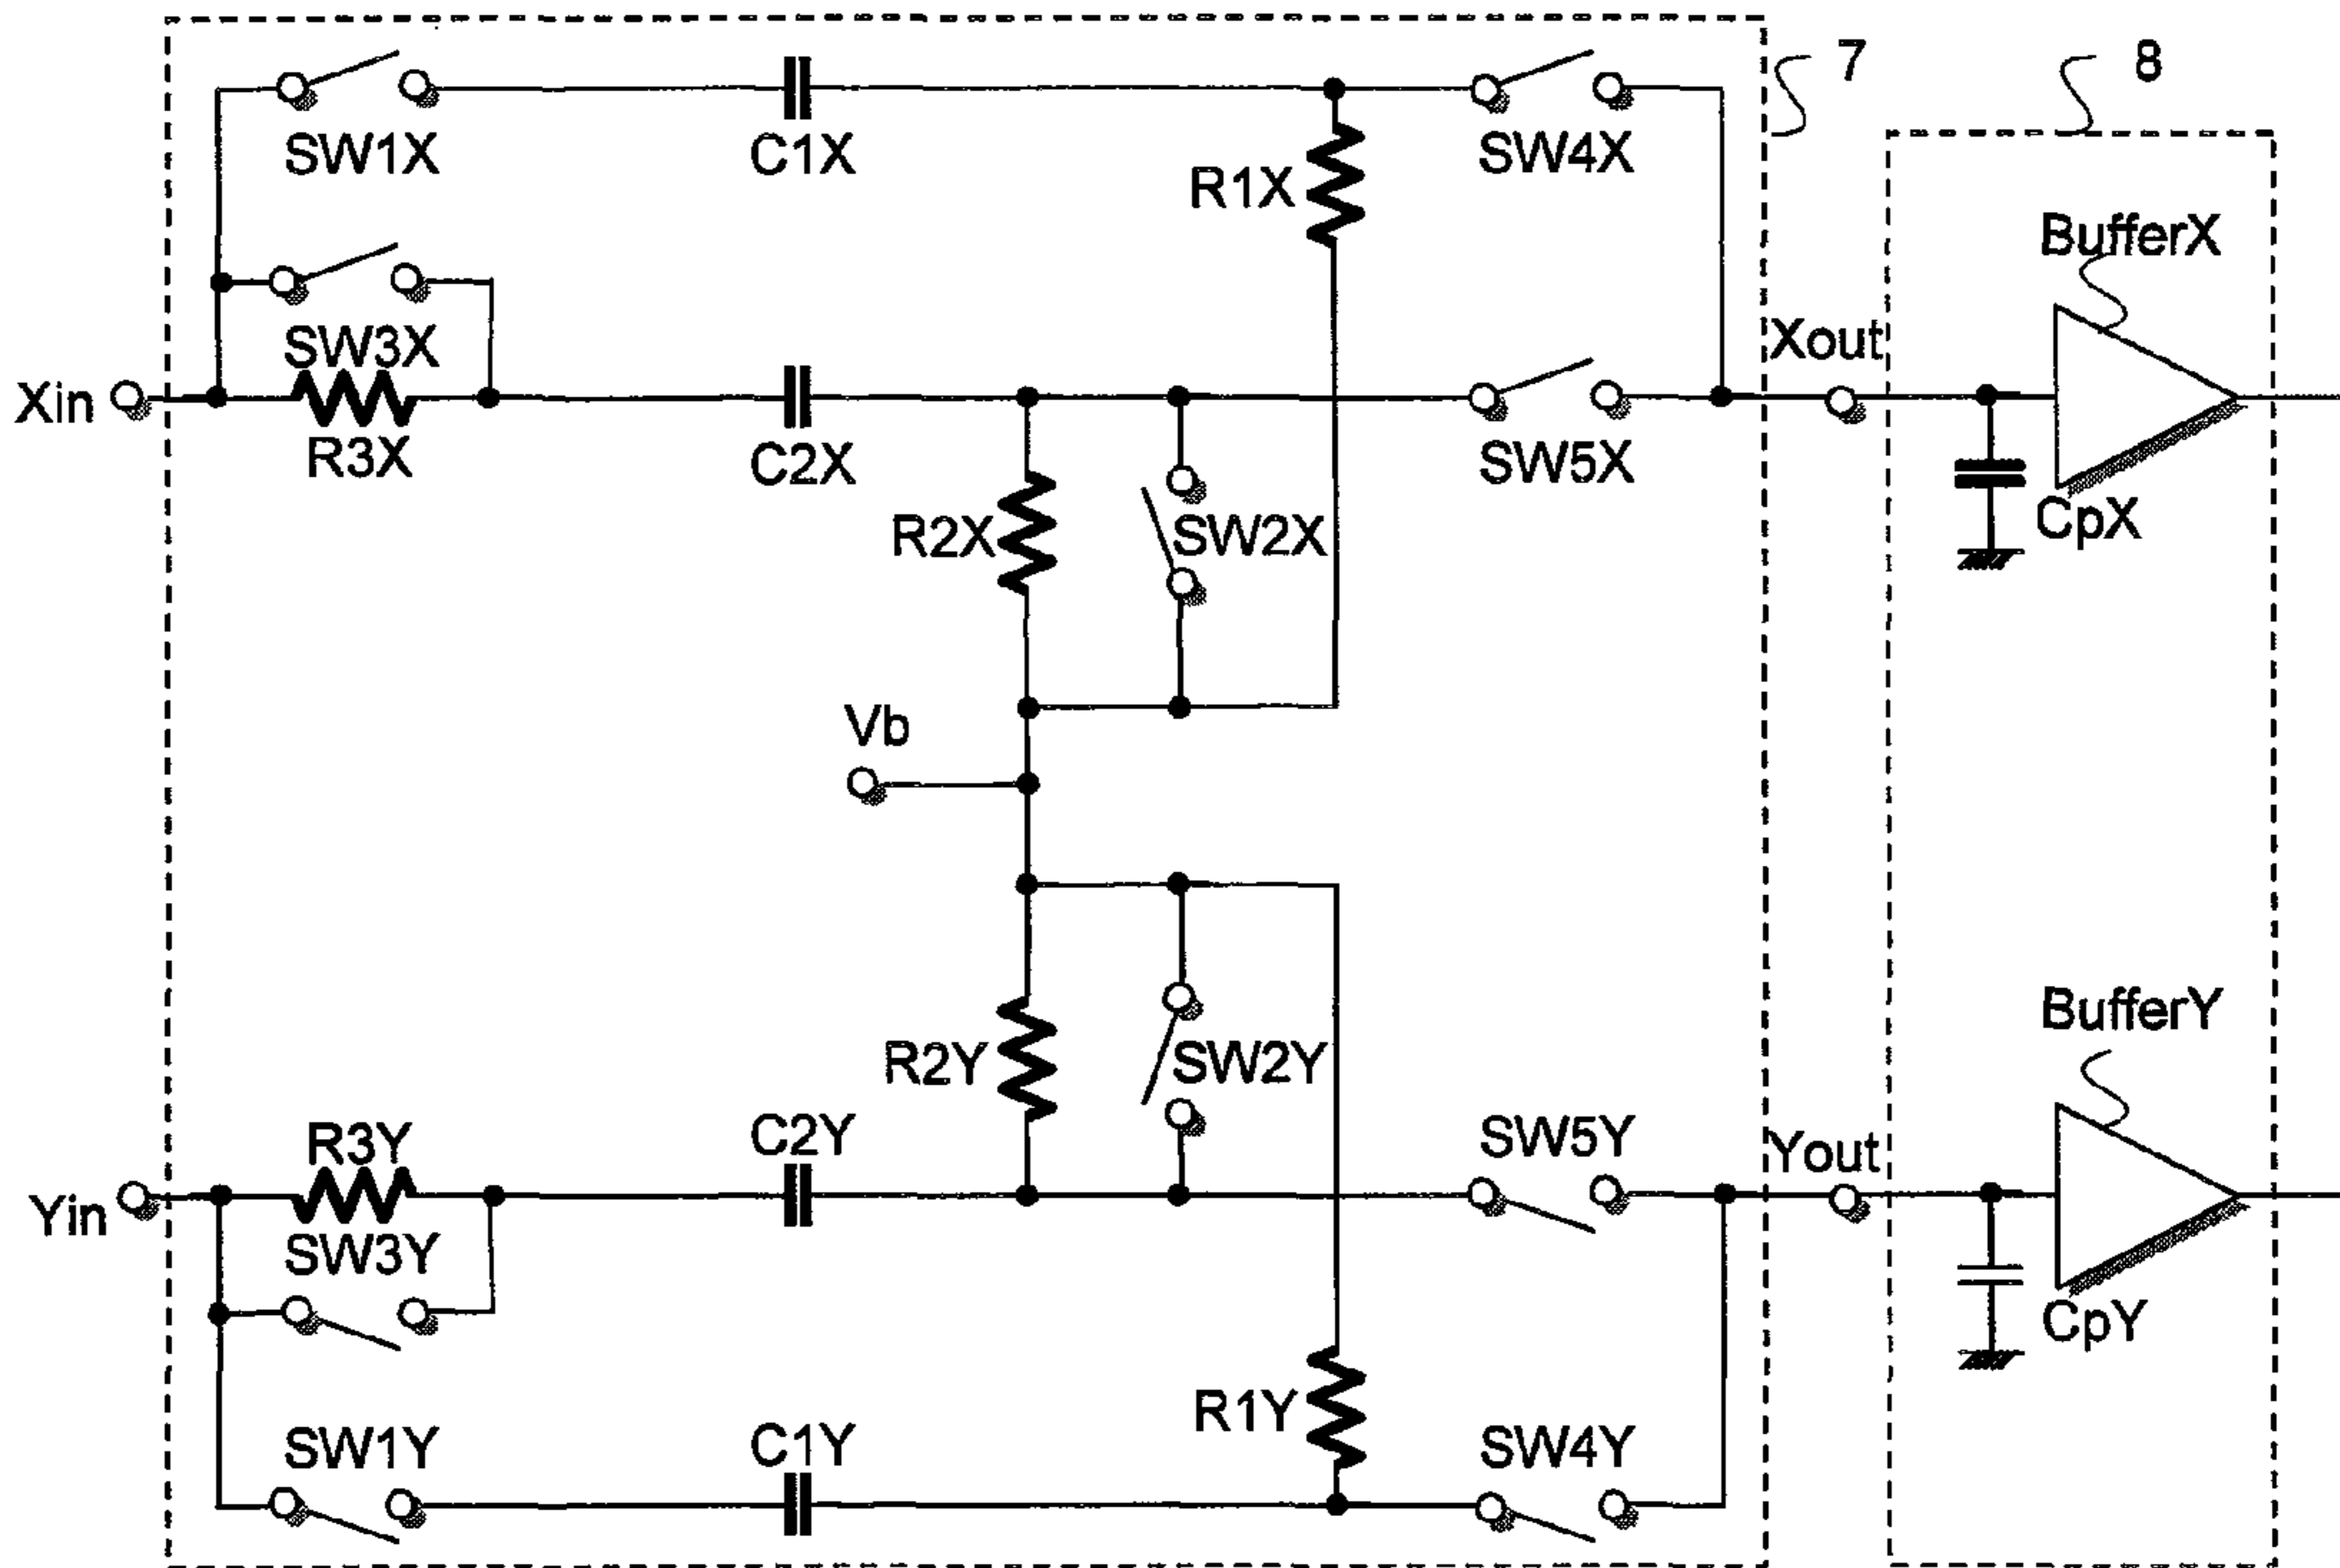 7
8
SW1X
C1X
SW4X
R1X
BufferX
SW3X
Xout
Xin
R3X
C2X
SW5X
R2X
SW2X
CpX
Vb
BufferY
R2Y
SW2Y
R3Y
C2Y
SW5Y
Yout
Yin
SW3Y
CpY
R1Y
SW1Y
C1Y
SW4Y